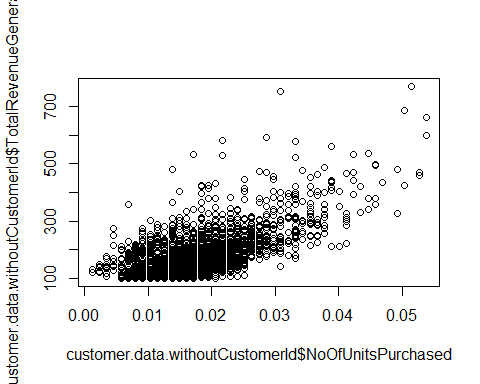 ustomer.data.withoutCustomerId$TotalRevenueGenera
700
500
300
100
0.00 0.01 0.02 0.03 0.04 0.05
customer.data.withoutCustomerId$NoOfUnitsPurchased